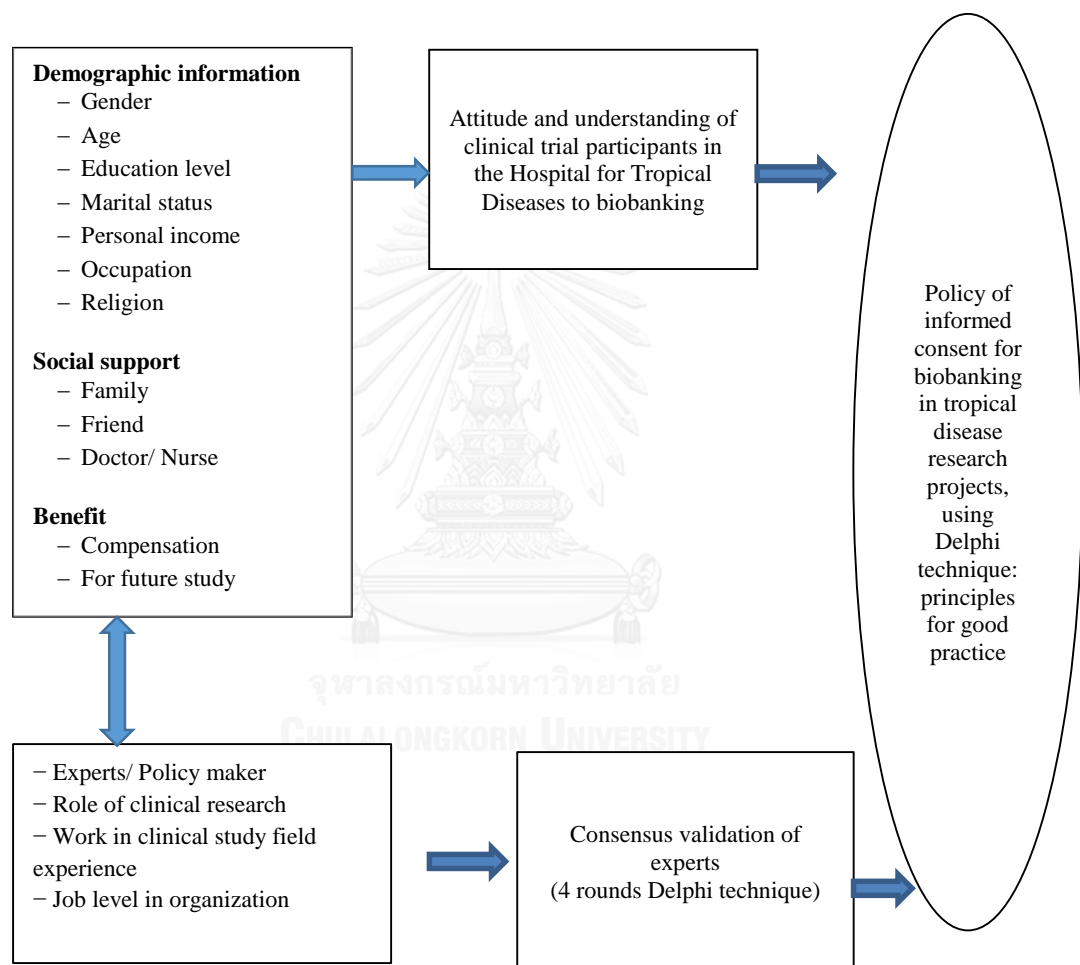 Demographic information
– Gender
– Age
– Education level
– Marital status
– Personal income
– Occupation
– Religion
Social support
– Family
– Friend
– Doctor/ Nurse
Benefit
– Compensation
– For future study
Attitude and understanding of
clinical trial participants in
the Hospital for Tropical
Diseases to biobanking
Policy of
informed
consent for
biobanking
in tropical
disease
research
projects,
using
Delphi
technique:
principles
for good
practice
จุฬาลงกรณ์มหาวิทยาลัย
CHULALONGKORN UNIVERSITY
− Experts/ Policy maker
− Role of clinical research
− Work in clinical study field
experience
− Job level in organization
Consensus validation of
experts
(4 rounds Delphi technique)